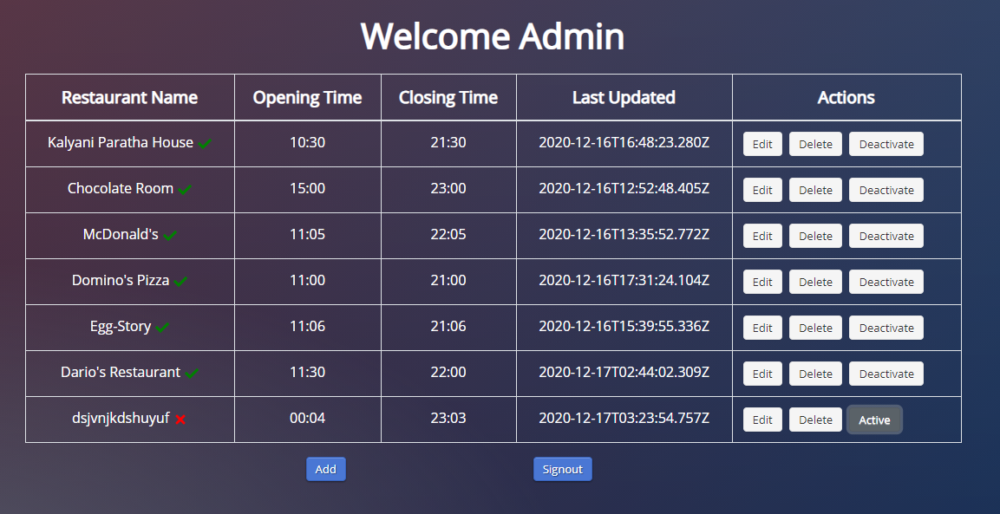 Welcome Admin
Restaurant Name Opening Time Closing Time Last Updated Actions
Kalyani Paratha House 10:30 21:30 2020-12-16T16:48:23.280Z Edit Delete Deactivate
Chocolate Room 15:00 23:00 2020-12-16T12:52:48.405Z Edit Delete Deactivate
McDonald's 11:05 22:05 2020-12-16T13:35:52.772Z Edit Delete Deactivate
Domino's Pizza 11:00 21:00 2020-12-16T17:31:24.104Z Edit Delete Deactivate
Egg-Story 11:06 21:06 2020-12-16T15:39:55.336Z Edit Delete Deactivate
Dario's Restaurant 11:30 22:00 2020-12-17T02:44:02.309Z Edit Delete Deactivate
dsjvnjkdshuyuf 00:04 23:03 2020-12-17T03:23:54.757Z Edit Delete Active
Add Signout